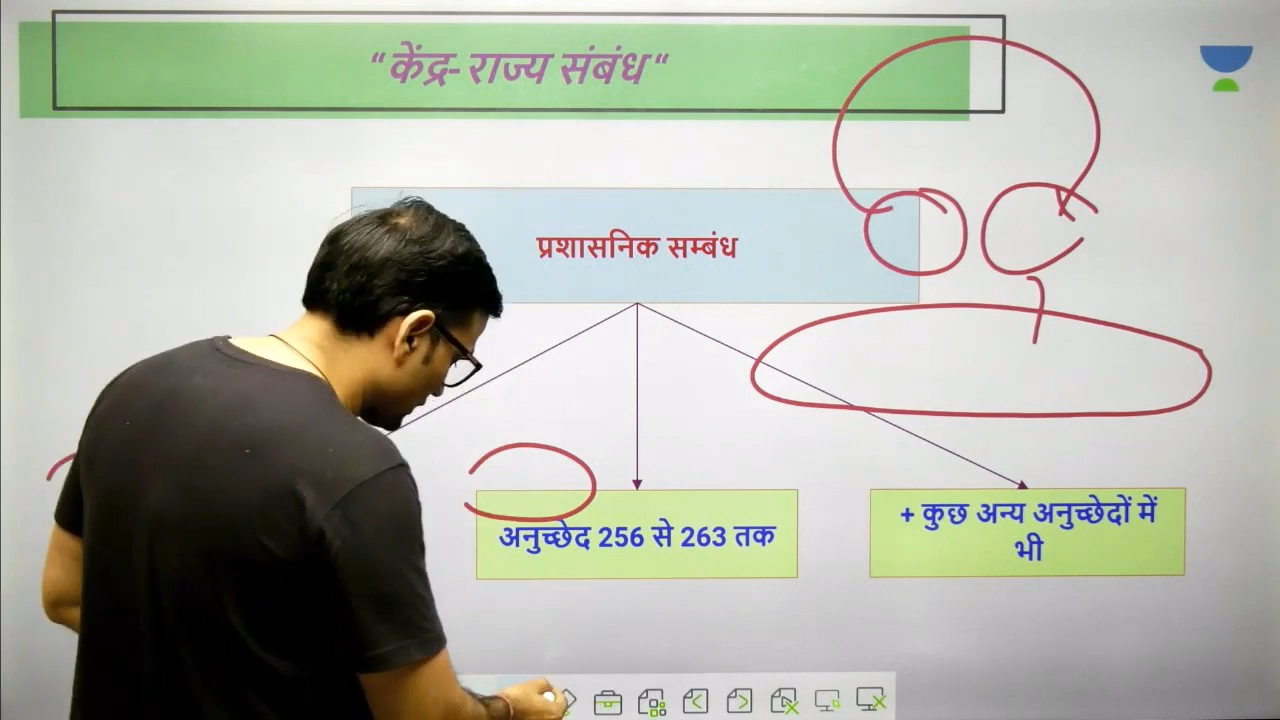 “केंद्र- राज्य संबंध“
प्रशासनिक सम्बंध
अनुच्छेद 256 से 263 तक
+ कुछ अन्य अनुच्छेदों में
भी